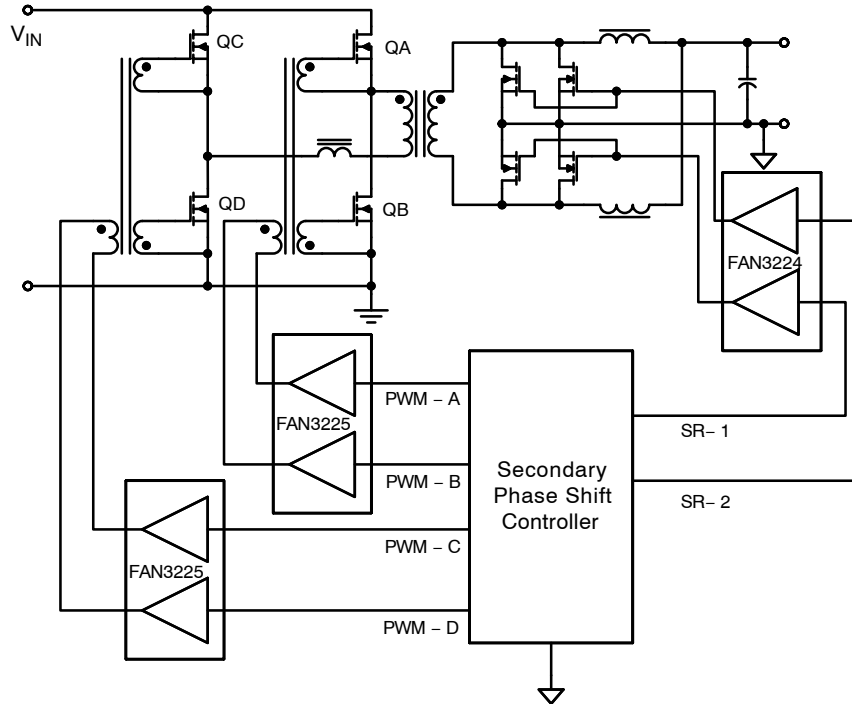 V_IN
QC
QA
QD
QB
FAN3224
PWM – A
FAN3225
SR– 1
PWM – B
Secondary
Phase Shift
Controller
SR– 2
PWM – C
FAN3225
PWM – D